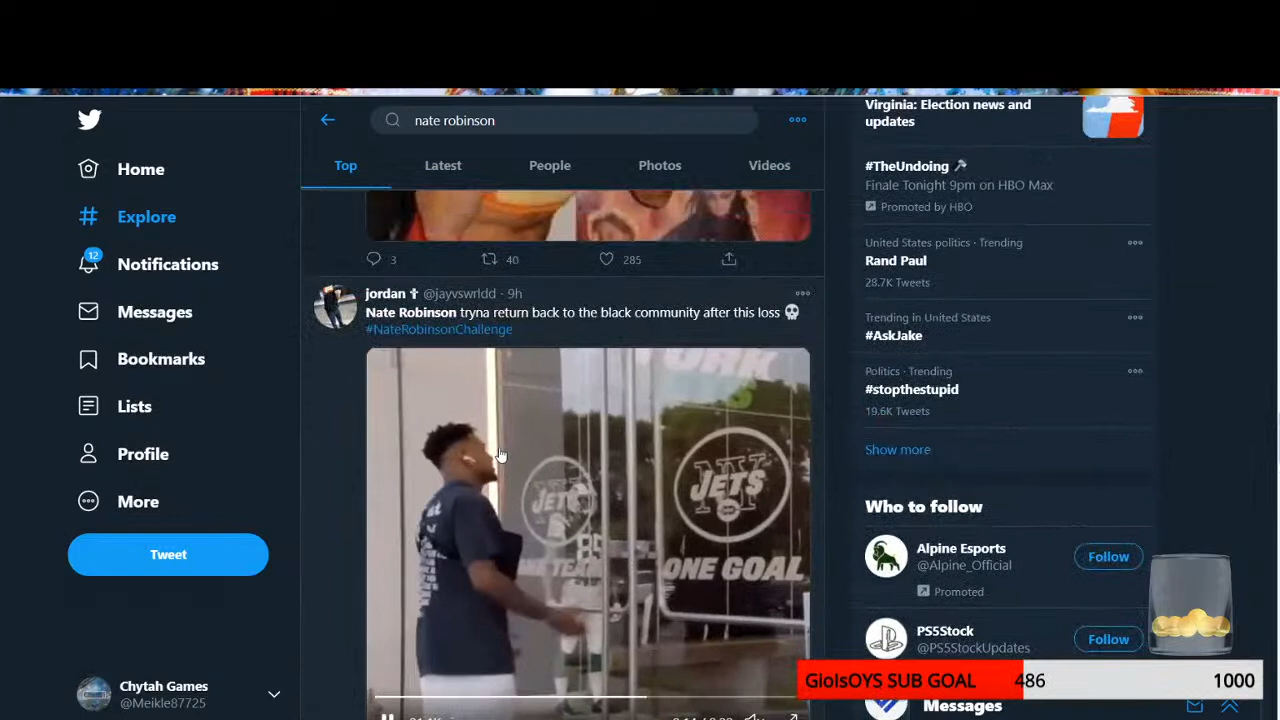 nate robinson
Top
Latest
People
Photos
Videos
Home
Explore
12
Notifications
Messages
Bookmarks
Lists
Profile
More
Tweet
Chytah Games
@Meikle87725
3
40
285
jordan ✝ @jayvswrldd · 9h
Nate Robinson tryna return back to the black community after this loss 💀
#NateRobinsonChallenge
JETS
JETS
ONE GOAL
Virginia: Election news and
updates
#TheUndoing
Finale Tonight 9pm on HBO Max
Promoted by HBO
United States politics · Trending
Rand Paul
28.7K Tweets
Trending in United States
#AskJake
Politics · Trending
#stopthestupid
19.6K Tweets
Show more
Who to follow
Alpine Esports
@Alpine_Official
Follow
Promoted
PS5Stock
@PS5StockUpdates
Follow
GioIsOYS SUB GOAL 486 1000
Messages